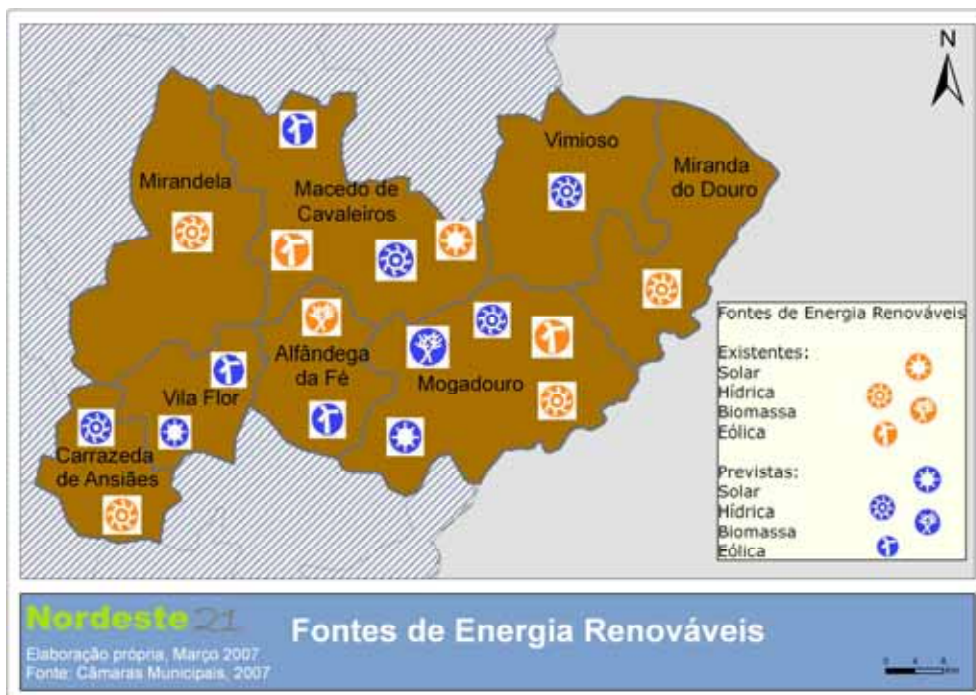 N
Vimioso
Miranda
do Douro
Mirandela
Macedo de
Cavaleiros
Alfândega
da Fé
Mogadouro
Vila Flor
Carrazeda
de Ansiães
Fontes de Energia Renováveis
Existentes:
Solar
Hídrica
Biomassa
Eólica
Previstas:
Solar
Hídrica
Biomassa
Eólica
Nordeste 21
Elaboração própria, Março 2007
Fonte: Câmaras Municipais, 2007
Fontes de Energia Renováveis